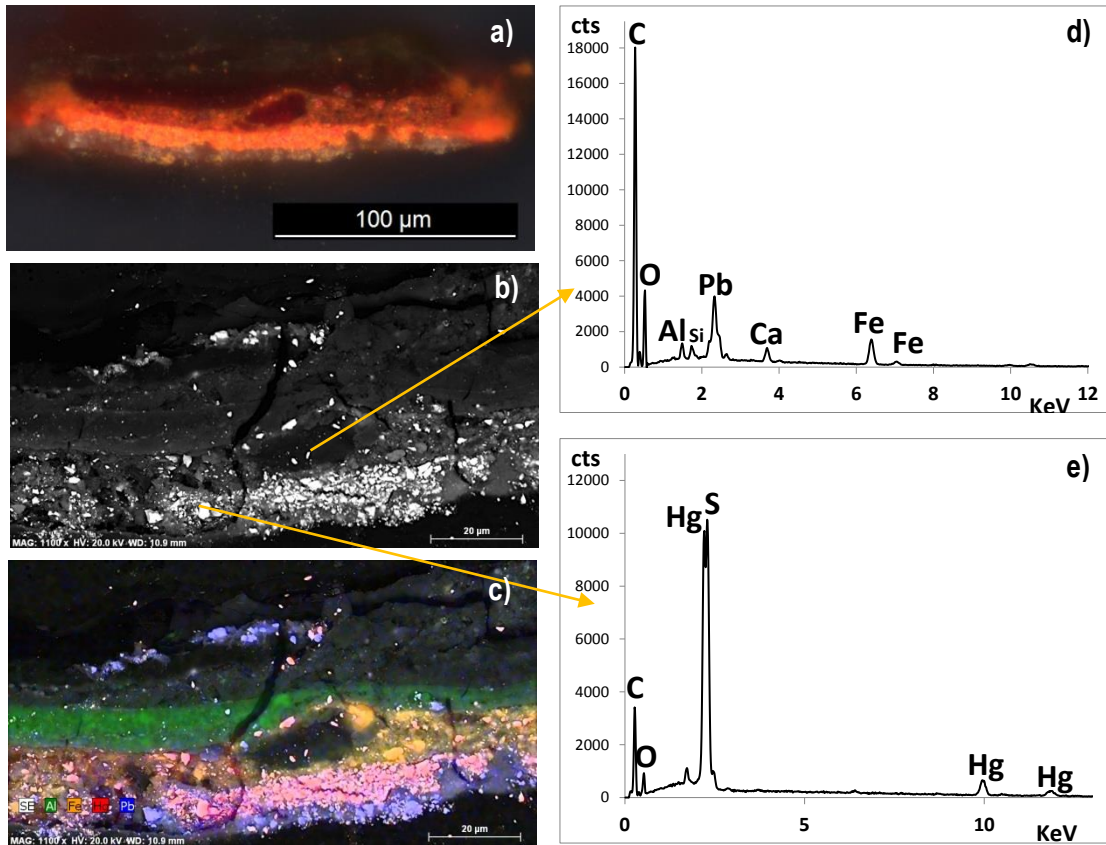 a)
100 µm
b)
MAG: 1100 x HV: 20.0 kV WD: 10.9 mm
20 µm
c)
SE Al Fe Hg Pb
MAG: 1100 x HV: 20.0 kV WD: 10.9 mm
20 µm
d)
cts
18000
16000
14000
12000
10000
8000
6000
4000
2000
0
C
O
Al
Si
Pb
Ca
Fe
Fe
0 2 4 6 8 10 12
KeV
e)
cts
12000
10000
8000
6000
4000
2000
0
C
O
Hg
S
Hg
Hg
0 5 10
KeV